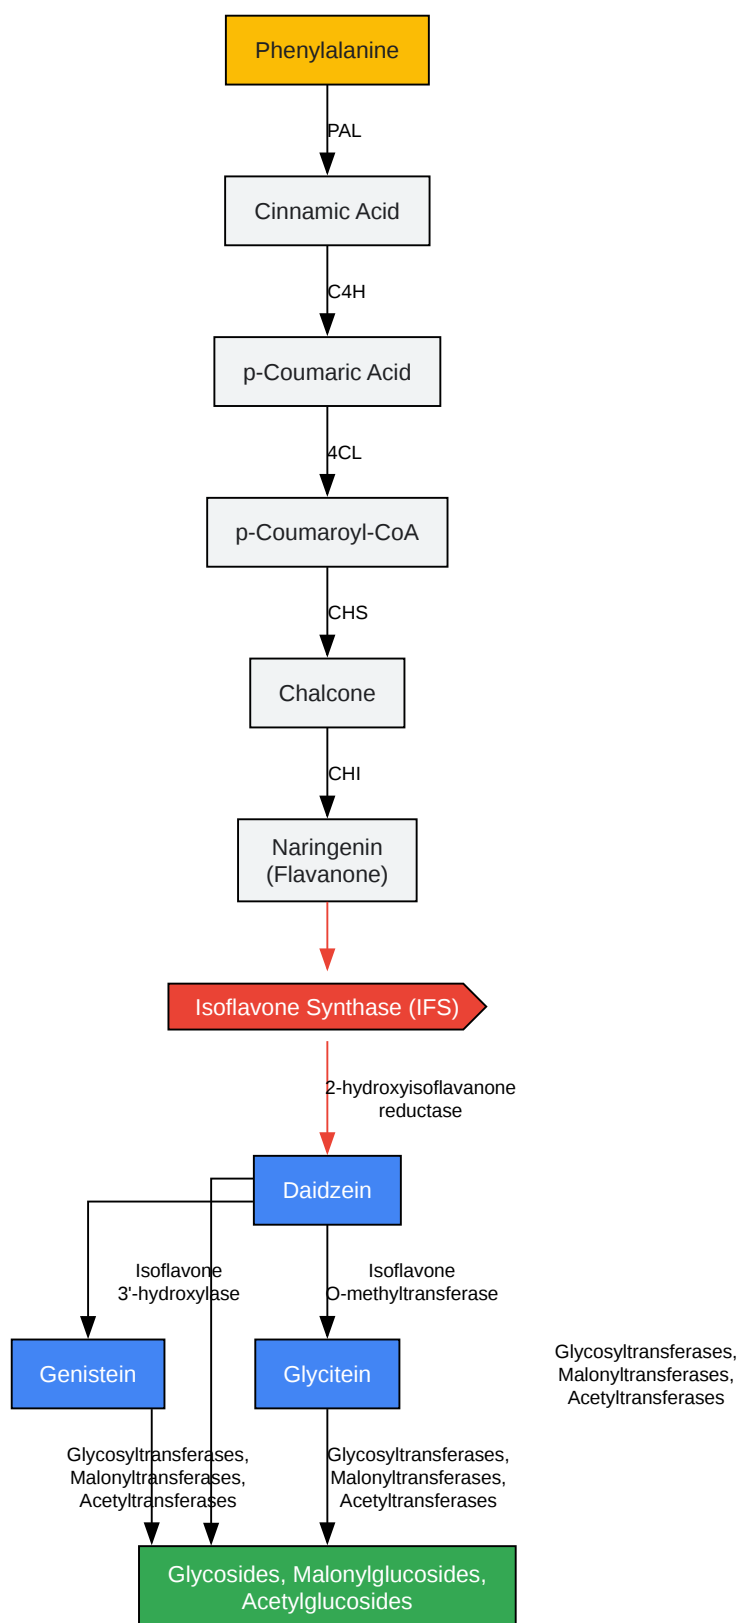 Phenylalanine
PAL
Cinnamic Acid
C4H
p-Coumaric Acid
4CL
p-Coumaroyl-CoA
CHS
Chalcone
CHI
Naringenin
(Flavanone)
Isoflavone Synthase (IFS)
2-hydroxyisoflavanone
reductase
Daidzein
Isoflavone
3'-hydroxylase
Isoflavone
O-methyltransferase
Genistein
Glycitein
Glycosyltransferases,
Malonyltransferases,
Acetyltransferases
Glycosyltransferases,
Malonyltransferases,
Acetyltransferases
Glycosyltransferases,
Malonyltransferases,
Acetyltransferases
Glycosides, Malonylglucosides,
Acetylglucosides